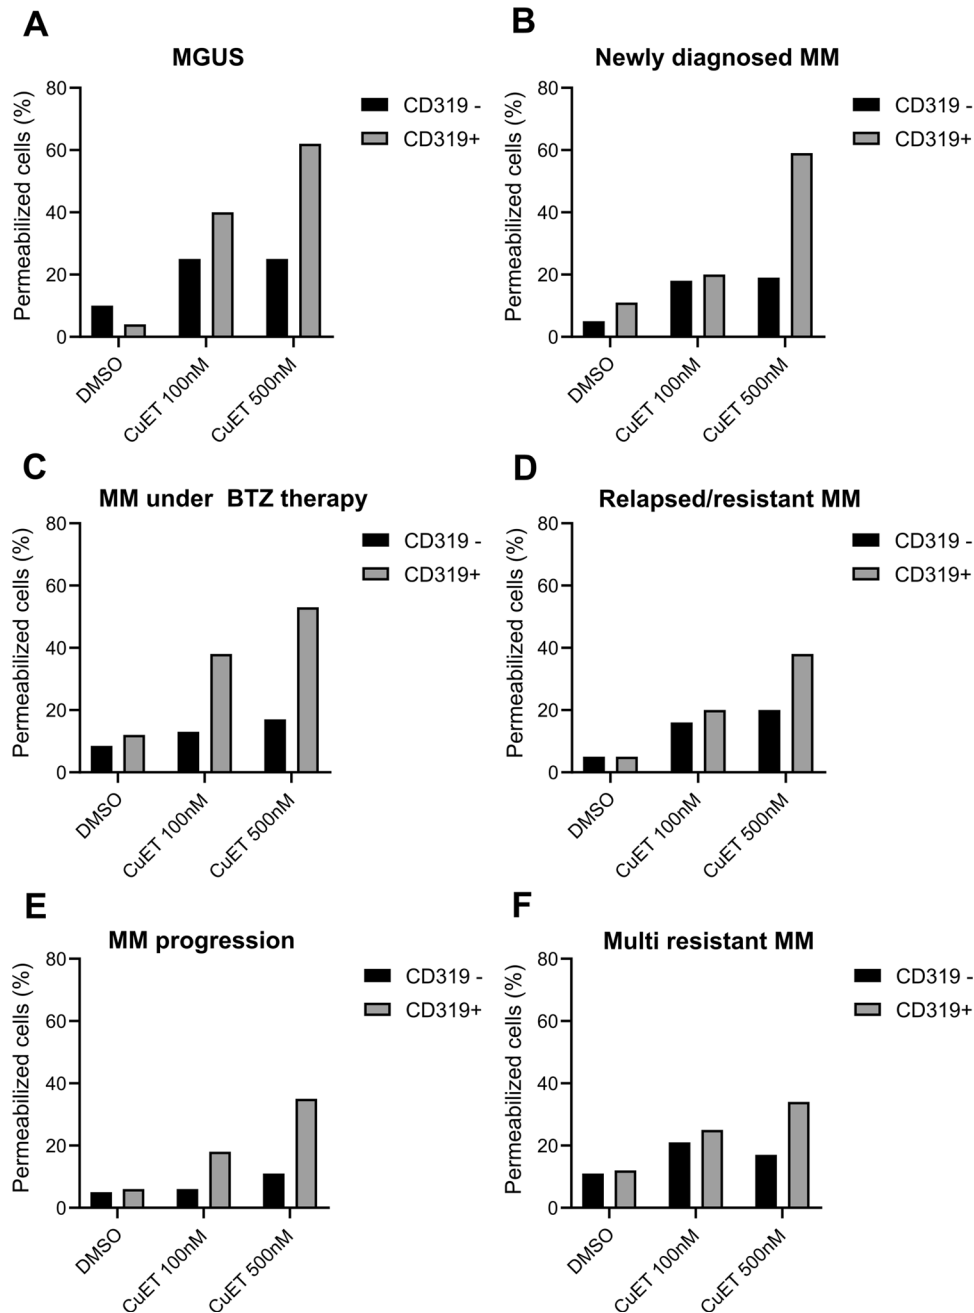 A
MGUS
Permeabilized cells (%)
80
60
40
20
0
DMSO
CuET 100nM
CuET 500nM
CD319 -
CD319+
B
Newly diagnosed MM
Permeabilized cells (%)
80
60
40
20
0
DMSO
CuET 100nM
CuET 500nM
CD319 -
CD319+
C
MM under  BTZ therapy
Permeabilized cells (%)
80
60
40
20
0
DMSO
CuET 100nM
CuET 500nM
CD319 -
CD319+
D
Relapsed/resistant MM
Permeabilized cells (%)
80
60
40
20
0
DMSO
CuET 100nM
CuET 500nM
CD319 -
CD319+
E
MM progression
Permeabilized cells (%)
80
60
40
20
0
DMSO
CuET 100nM
CuET 500nM
CD319 -
CD319+
F
Multi resistant MM
Permeabilized cells (%)
80
60
40
20
0
DMSO
CuET 100nM
CuET 500nM
CD319 -
CD319+